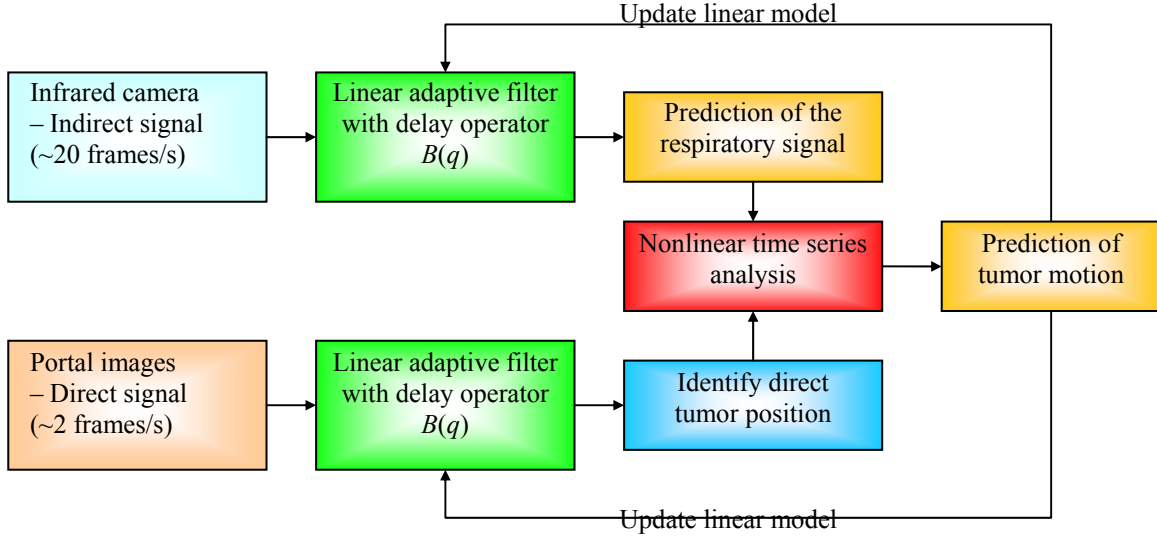 Update linear model
Infrared camera
– Indirect signal
(~20 frames/s)
Linear adaptive filter
with delay operator
B(q)
Prediction of the
respiratory signal
Nonlinear time series
analysis
Prediction of
tumor motion
Portal images
– Direct signal
(~2 frames/s)
Linear adaptive filter
with delay operator
B(q)
Identify direct
tumor position
Update linear model